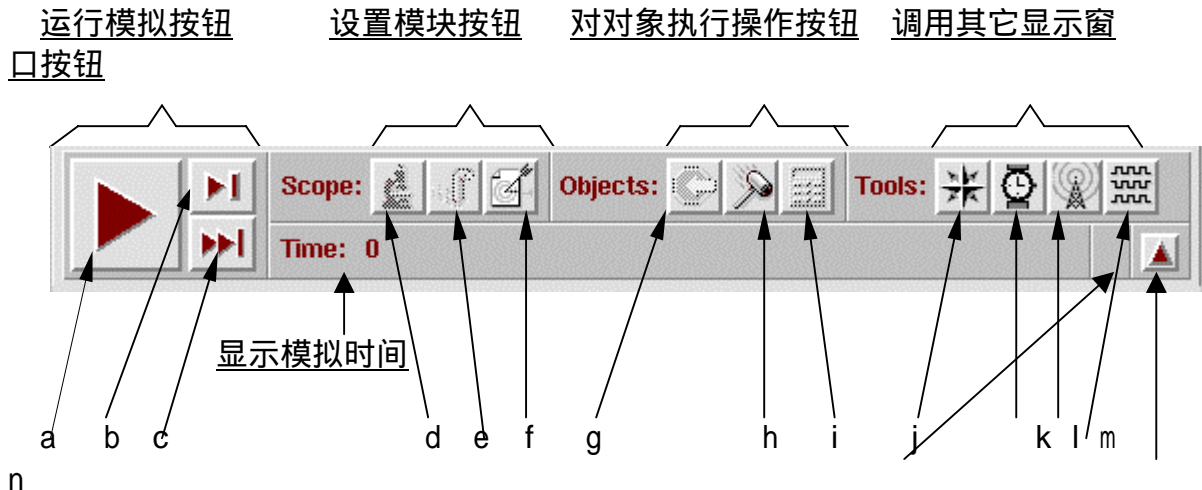 运行模拟按钮 设置模块按钮 对对象执行操作按钮 调用其它显示窗
口按钮
Scope: Objects: Tools:
Time: 0
显示模拟时间
a b c d e f g h i j k l m
n